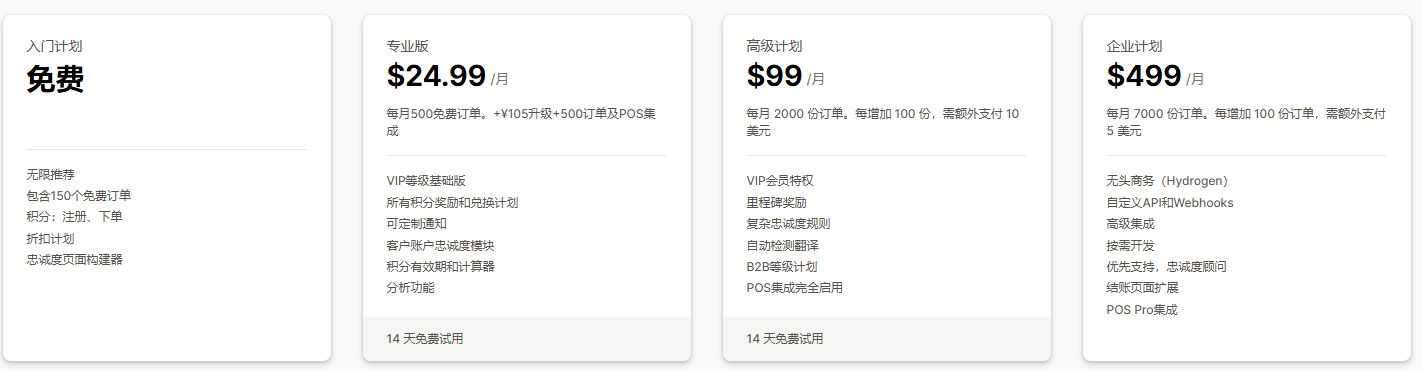 入门计划
免费
无限推荐
包含150个免费订单
积分：注册、下单
折扣计划
忠诚度页面构建器
专业版
$24.99 /月
每月500免费订单。+¥105升级+500订单及POS集
成
VIP等级基础版
所有积分奖励和兑换计划
可定制通知
客户账户忠诚度模块
积分有效期和计算器
分析功能
14 天免费试用
高级计划
$99 /月
每月 2000 份订单。每增加 100 份，需额外支付 10
美元
VIP会员特权
里程碑奖励
复杂忠诚度规则
自动检测翻译
B2B等级计划
POS集成完全启用
14 天免费试用
企业计划
$499 /月
每月 7000 份订单。每增加 100 份订单，需额外支付
5 美元
无头商务（Hydrogen）
自定义API和Webhooks
高级集成
按需开发
优先支持，忠诚度顾问
结账页面扩展
POS Pro集成